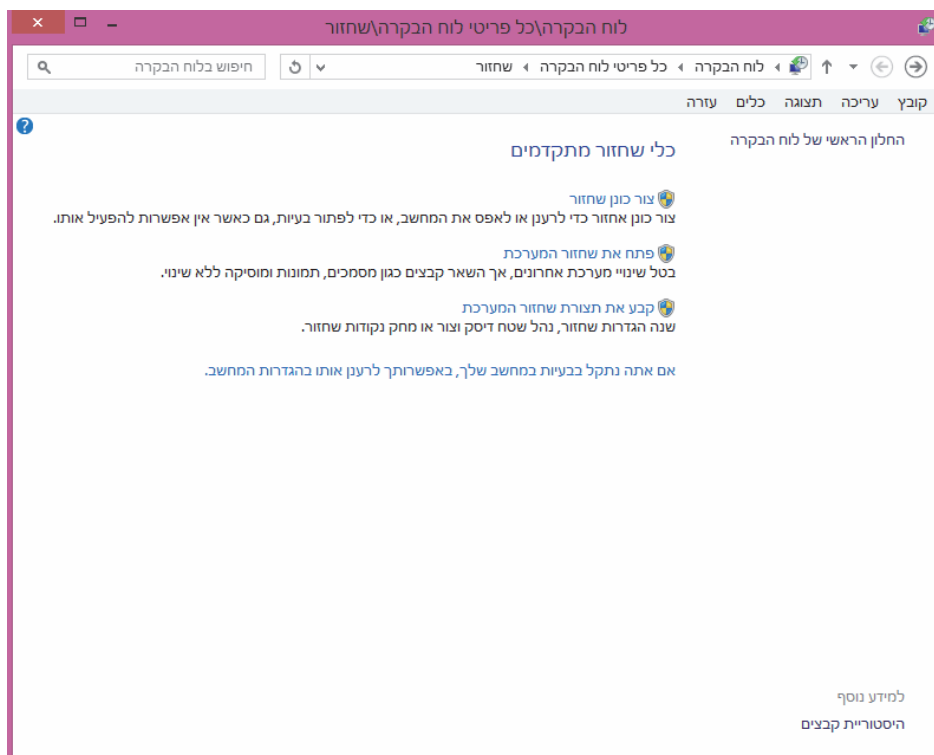 לוח הבקרה\כל פריטי לוח הבקרה\שחזור
לוח הבקרה
כל פריטי לוח הבקרה
שחזור
חיפוש בלוח הבקרה
קובץ עריכה תצוגה כלים עזרה
החלון הראשי של לוח הבקרה
כלי שחזור מתקדמים
צור כונן שחזור
צור כונן אחזור כדי לרענן או לאפס את המחשב, או כדי לפתור בעיות, גם כאשר אין אפשרות להפעיל אותו.
פתח את שחזור המערכת
בטל שינויי מערכת אחרונים, אך השאר קבצים כגון מסמכים, תמונות ומוסיקה ללא שינוי.
קבע את תצורת שחזור המערכת
שנה הגדרות שחזור, נהל שטח דיסק וצור או מחק נקודות שחזור.
אם אתה נתקל בבעיות במחשב שלך, באפשרותך לרענן אותו בהגדרות המחשב.
למידע נוסף
היסטוריית קבצים